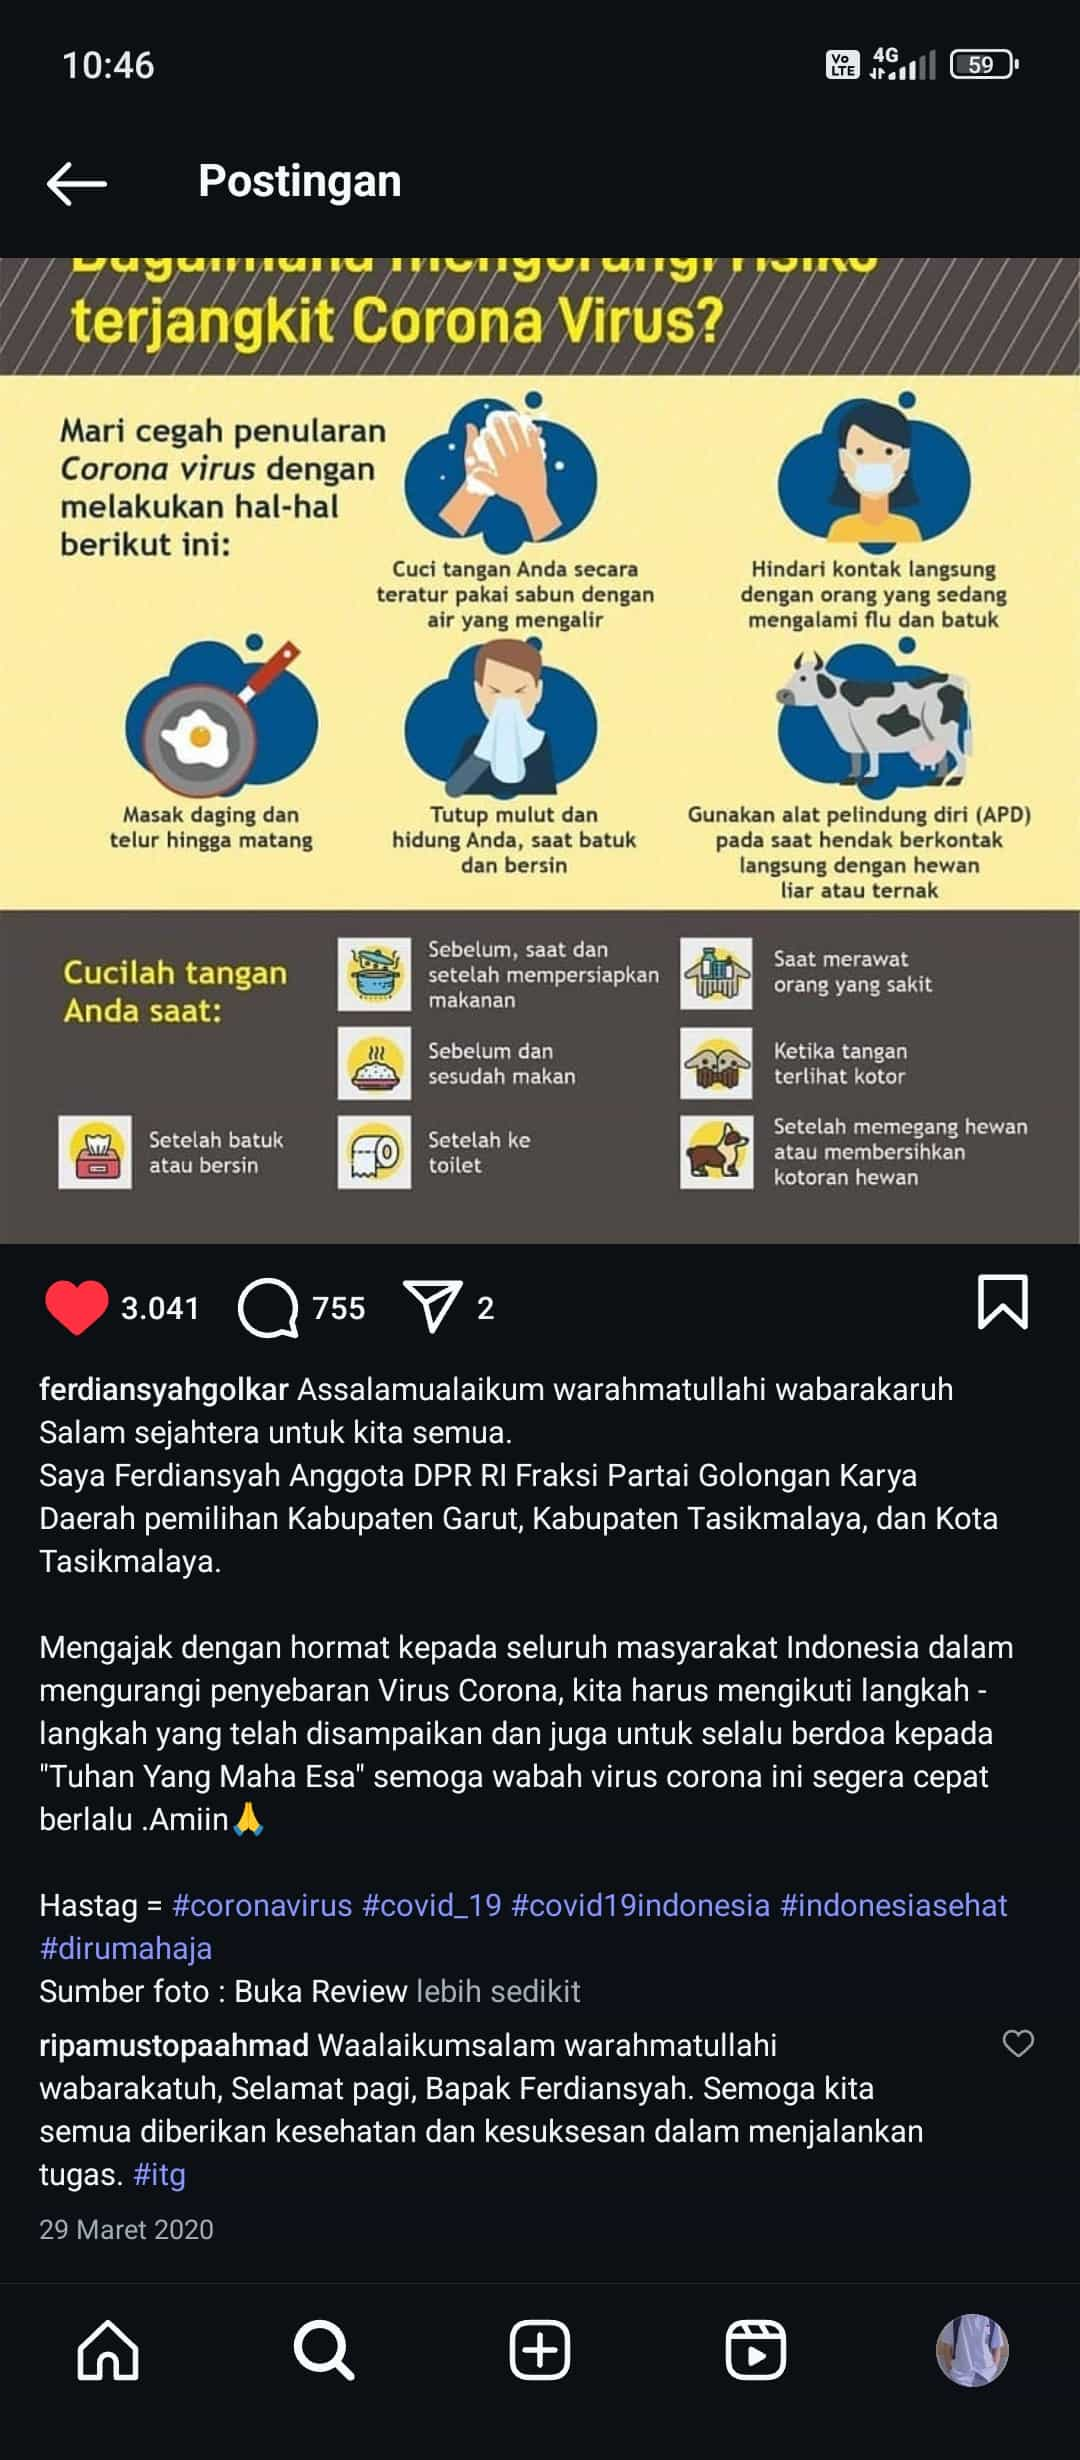 10:46
Vo LTE 4G 59
Postingan
Bagaimana mengurangi risiko
terjangkit Corona Virus?
Mari cegah penularan
Corona virus dengan
melakukan hal-hal
berikut ini:
Cuci tangan Anda secara
teratur pakai sabun dengan
air yang mengalir
Hindari kontak langsung
dengan orang yang sedang
mengalami flu dan batuk
Masak daging dan
telur hingga matang
Tutup mulut dan
hidung Anda, saat batuk
dan bersin
Gunakan alat pelindung diri (APD)
pada saat hendak berkontak
langsung dengan hewan
liar atau ternak
Cucilah tangan
Anda saat:
Sebelum, saat dan
setelah mempersiapkan
makanan
Saat merawat
orang yang sakit
Sebelum dan
sesudah makan
Ketika tangan
terlihat kotor
Setelah batuk
atau bersin
Setelah ke
toilet
Setelah memegang hewan
atau membersihkan
kotoran hewan
3.041 755 2
ferdiansyahgolkar Assalamualaikum warahmatullahi wabarakaruh
Salam sejahtera untuk kita semua.
Saya Ferdiansyah Anggota DPR RI Fraksi Partai Golongan Karya
Daerah pemilihan Kabupaten Garut, Kabupaten Tasikmalaya, dan Kota
Tasikmalaya.
Mengajak dengan hormat kepada seluruh masyarakat Indonesia dalam
mengurangi penyebaran Virus Corona, kita harus mengikuti langkah -
langkah yang telah disampaikan dan juga untuk selalu berdoa kepada
"Tuhan Yang Maha Esa" semoga wabah virus corona ini segera cepat
berlalu .Amiin🙏
Hastag = #coronavirus #covid_19 #covid19indonesia #indonesiasehat
#dirumahaja
Sumber foto : Buka Review lebih sedikit
ripamustopaahmad Waalaikumsalam warahmatullahi
wabarakatuh, Selamat pagi, Bapak Ferdiansyah. Semoga kita
semua diberikan kesehatan dan kesuksesan dalam menjalankan
tugas. #itg
29 Maret 2020